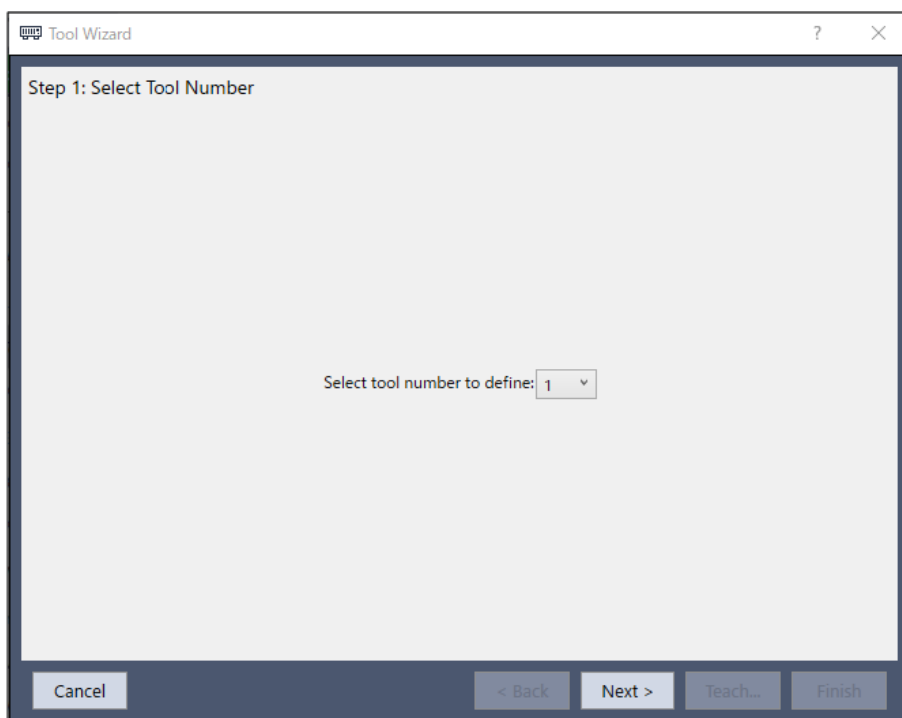 Tool Wizard
?
Step 1: Select Tool Number
Select tool number to define: 1
Cancel
< Back
Next >
Teach...
Finish